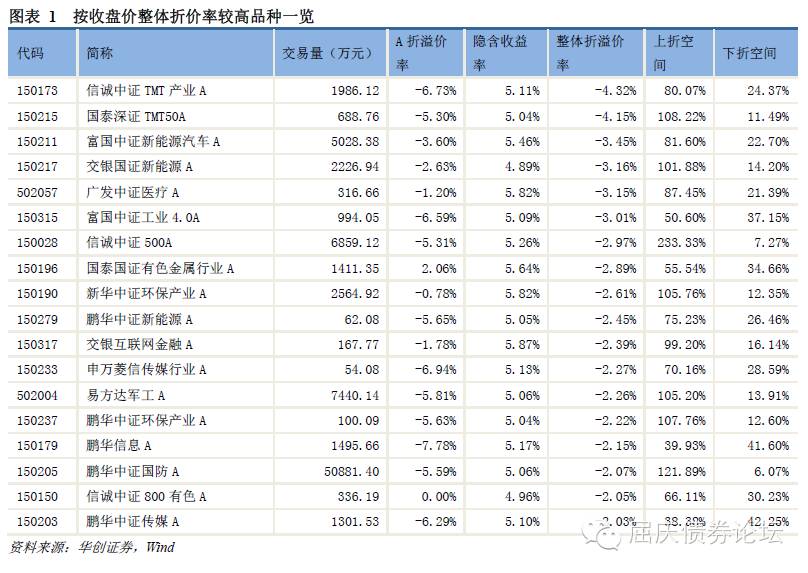 图表 1 按收盘价整体折价率较高品种一览
代码 简称 交易量（万元） A 折溢价率 隐含收益率 整体折溢价率 上折空间 下折空间
150173 信诚中证 TMT 产业 A 1986.12 -6.73% 5.11% -4.32% 80.07% 24.37%
150215 国泰深证 TMT50A 688.76 -5.30% 5.04% -4.15% 108.22% 11.49%
150211 富国中证新能源汽车 A 5028.38 -3.60% 5.46% -3.45% 81.60% 22.70%
150217 交银国证新能源 A 2226.94 -2.63% 4.89% -3.16% 101.88% 14.20%
502057 广发中证医疗 A 316.66 -1.20% 5.82% -3.15% 87.45% 21.39%
150315 富国中证工业 4.0A 994.05 -6.59% 5.09% -3.01% 50.60% 37.15%
150028 信诚中证 500A 6859.12 -5.31% 5.26% -2.97% 233.33% 7.27%
150196 国泰国证有色金属行业 A 1411.35 2.06% 5.64% -2.89% 55.54% 34.66%
150190 新华中证环保产业 A 2564.92 -0.78% 5.82% -2.61% 105.76% 12.35%
150279 鹏华中证新能源 A 62.08 -5.65% 5.05% -2.45% 75.23% 26.46%
150317 交银互联网金融 A 167.77 -1.78% 5.87% -2.39% 99.20% 16.14%
150233 申万菱信传媒行业 A 54.08 -6.94% 5.13% -2.27% 70.16% 28.59%
502004 易方达军工 A 7440.14 -5.81% 5.06% -2.26% 105.20% 13.91%
150237 鹏华中证环保产业 A 100.09 -5.63% 5.04% -2.22% 107.76% 12.60%
150179 鹏华信息 A 1495.66 -7.78% 5.17% -2.15% 39.93% 41.60%
150205 鹏华中证国防 A 50881.40 -5.59% 5.06% -2.07% 121.89% 6.07%
150150 信诚中证 800 有色 A 336.19 0.00% 4.96% -2.05% 66.11% 30.23%
150203 鹏华中证传媒 A 1301.53 -6.29% 5.10% -2.03% 38.39% 42.25%
屈庆债券论坛
资料来源：华创证券，Wind